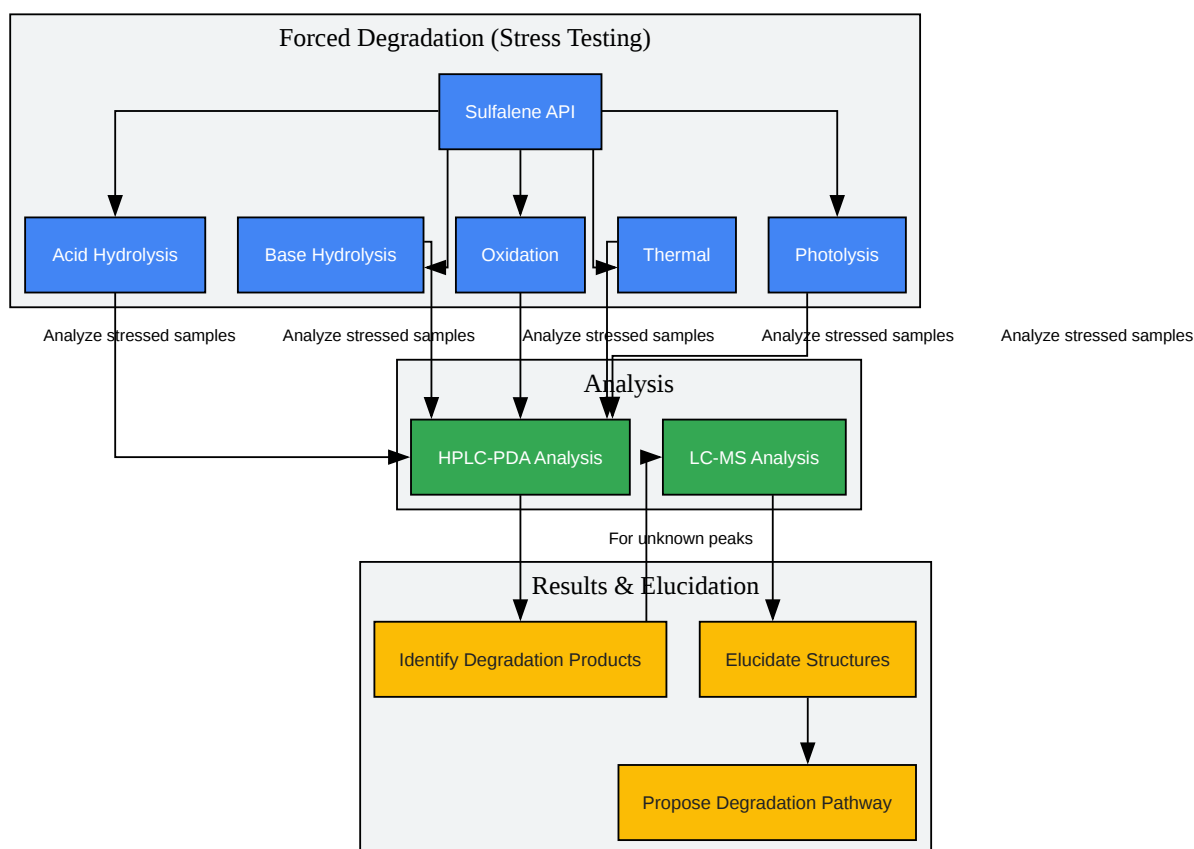 Forced Degradation (Stress Testing)
Sulfalene API
Acid Hydrolysis
Base Hydrolysis
Oxidation
Thermal
Photolysis
Analyze stressed samples
Analyze stressed samples
Analyze stressed samples
Analyze stressed samples
Analyze stressed samples
Analysis
HPLC-PDA Analysis
LC-MS Analysis
For unknown peaks
Results & Elucidation
Identify Degradation Products
Elucidate Structures
Propose Degradation Pathway